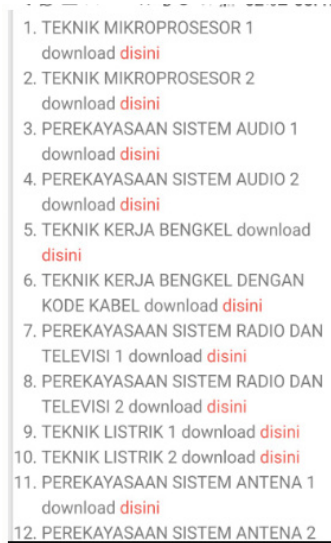 1. TEKNIK MIKROPROSESOR 1
download disini
2. TEKNIK MIKROPROSESOR 2
download disini
3. PEREKAYASAAN SISTEM AUDIO 1
download disini
4. PEREKAYASAAN SISTEM AUDIO 2
download disini
5. TEKNIK KERJA BENGKEL download
disini
6. TEKNIK KERJA BENGKEL DENGAN
KODE KABEL download disini
7. PEREKAYASAAN SISTEM RADIO DAN
TELEVISI 1 download disini
8. PEREKAYASAAN SISTEM RADIO DAN
TELEVISI 2 download disini
9. TEKNIK LISTRIK 1 download disini
10. TEKNIK LISTRIK 2 download disini
11. PEREKAYASAAN SISTEM ANTENA 1
download disini
12. PEREKAYASAAN SISTEM ANTENA 2